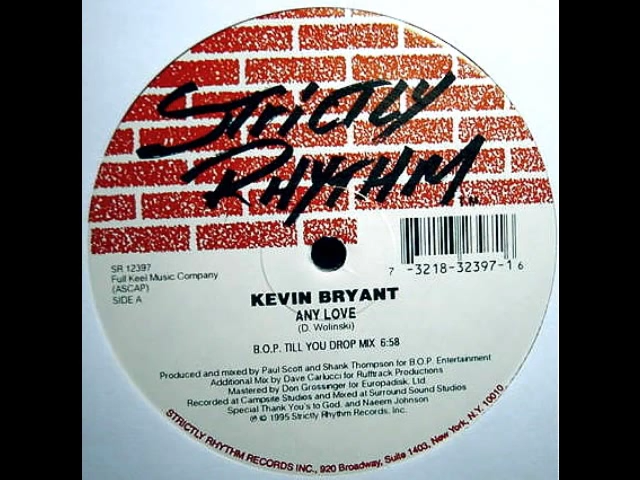 STRICTLY
RHYTHM TM
7 -3218-32397-1 6
SR 12397
Full Keel Music Company
(ASCAP)
SIDE A
KEVIN BRYANT
ANY LOVE
(D. Wolinski)
B.O.P. TILL YOU DROP MIX 6:58
Produced and mixed by Paul Scott and Shank Thompson for B.O.P. Entertainment
Additional Mix by Dave Carlucci for Ruftrack Productions
Mastered by Don Grossinger for Europadisk, Ltd.
Recorded at Campsite Studios and Mixed at Surround Sound Studios
Special Thank You's to God, and Naeem Johnson
℗ © 1995 Strictly Rhythm Records, Inc.
STRICTLY RHYTHM RECORDS INC., 920 Broadway, Suite 1403, New York, N.Y. 10010